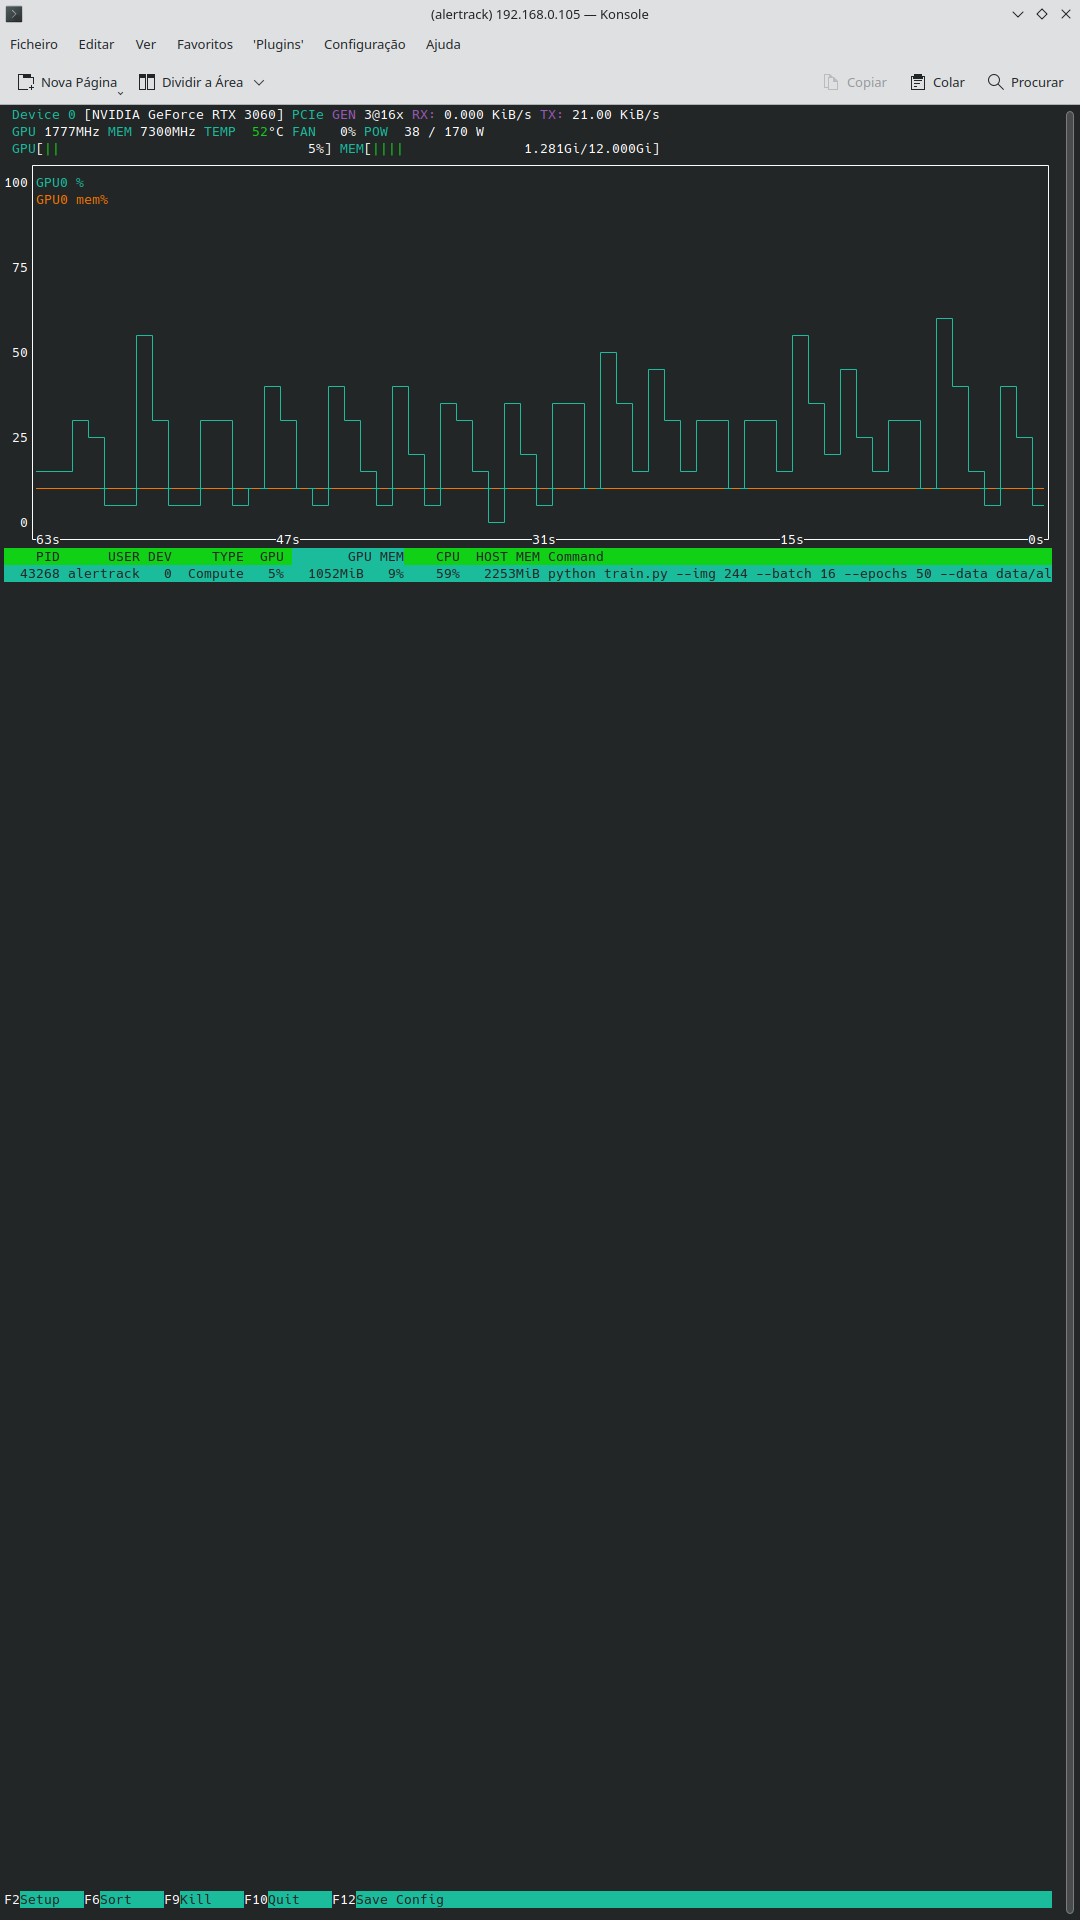 (alertrack) 192.168.0.105 — Konsole
Ficheiro Editar Ver Favoritos 'Plugins' Configuração Ajuda
Nova Página Dividir a Área Copiar Colar Procurar
Device 0 [NVIDIA GeForce RTX 3060] PCIe GEN 3@16x RX: 0.000 KiB/s TX: 21.00 KiB/s
GPU 1777MHz MEM 7300MHz TEMP 52°C FAN 0% POW 38 / 170 W
GPU[|| 5%] MEM[|||| 1.281Gi/12.000Gi]
100 GPU0 %
GPU0 mem%
75
50
25
0
63s 47s 31s 15s 0s
PID USER DEV TYPE GPU GPU MEM CPU HOST MEM Command
43268 alertrack 0 Compute 5% 1052MiB 9% 59% 2253MiB python train.py --img 244 --batch 16 --epochs 50 --data data/al
F2Setup F6Sort F9Kill F10Quit F12Save Config